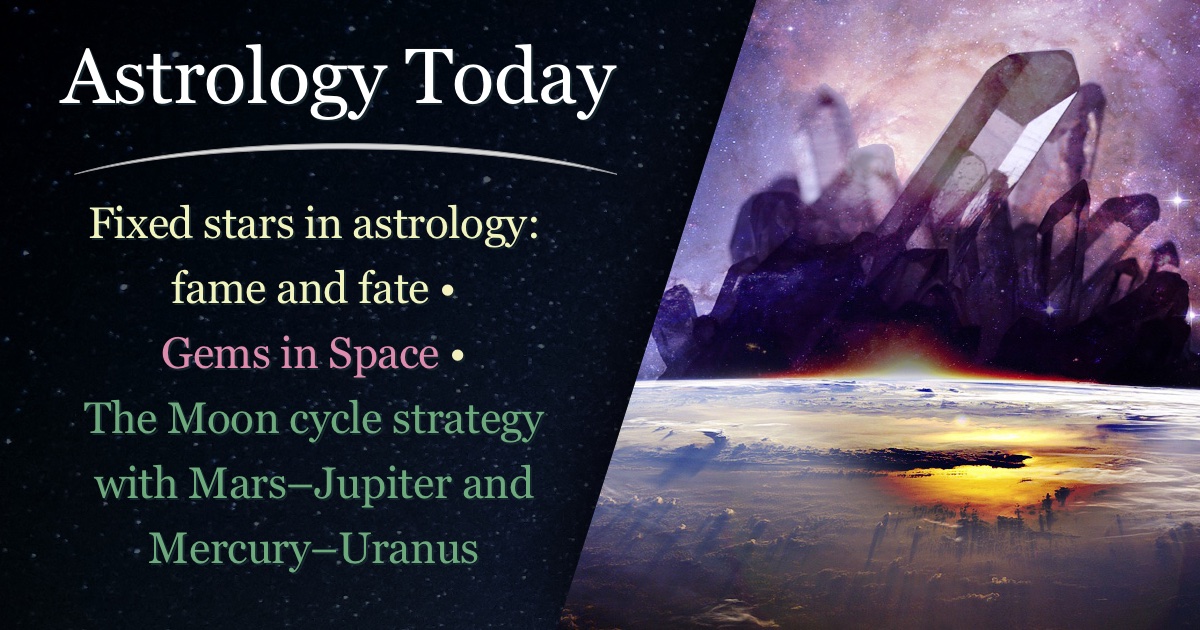 Astrology Today
Fixed stars in astrology:
fame and fate •
Gems in Space •
The Moon cycle strategy
with Mars–Jupiter and
Mercury–Uranus